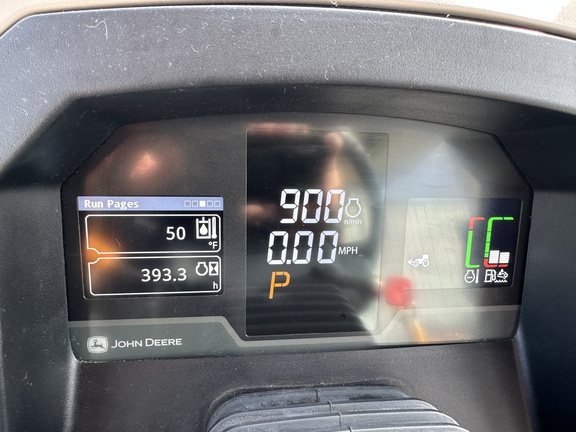 Run Pages
50
°F
393.3
h
900 n/min
0.00 MPH
P
JOHN DEERE